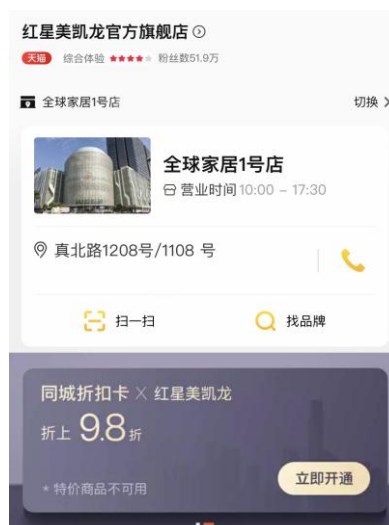 红星美凯龙官方旗舰店
天猫 综合体验 粉丝数51.9万
全球家居1号店 切换
全球家居1号店
营业时间 10:00 – 17:30
真北路1208号/1108 号
扫一扫 找品牌
同城折扣卡 X 红星美凯龙
折上 9.8 折
立即开通
* 特价商品不可用